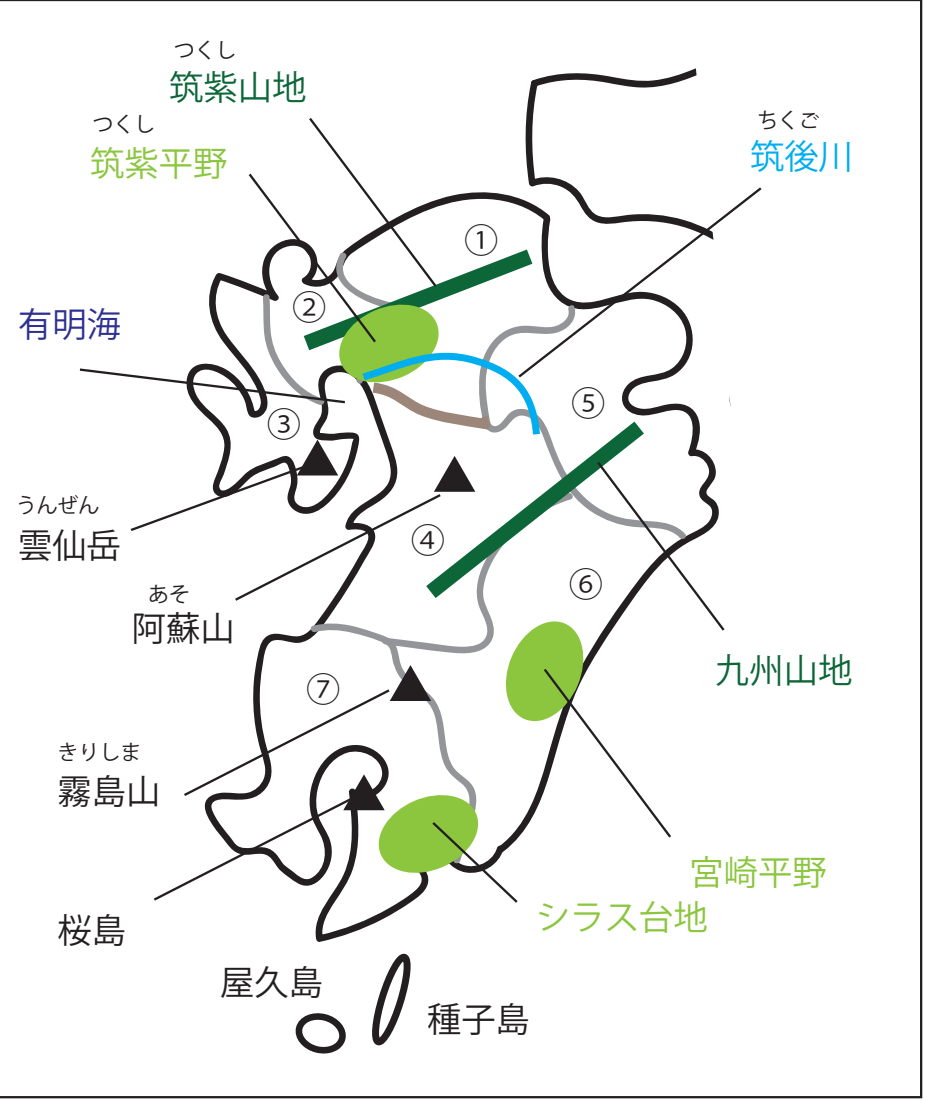 つくし
筑紫山地
つくし
筑紫平野
ちくご
筑後川
①
②
有明海
③
⑤
うんぜん
雲仙岳
④
⑥
あそ
阿蘇山
九州山地
⑦
きりしま
霧島山
宮崎平野
シラス台地
桜島
屋久島
種子島